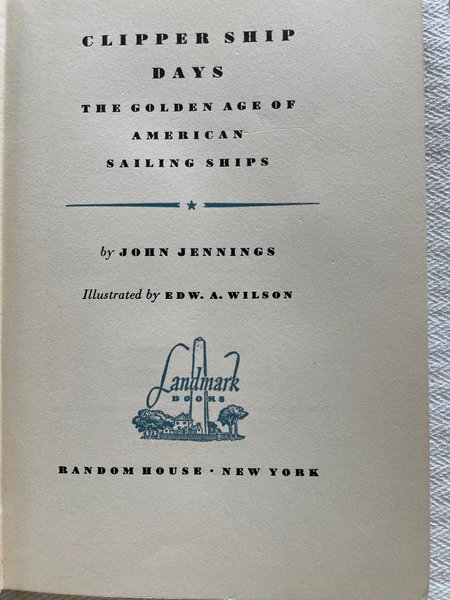 CLIPPER SHIP
DAYS
THE GOLDEN AGE OF
AMERICAN
SAILING SHIPS
by JOHN JENNINGS
Illustrated by EDW. A. WILSON
Landmark
BOOKS
RANDOM HOUSE · NEW YORK